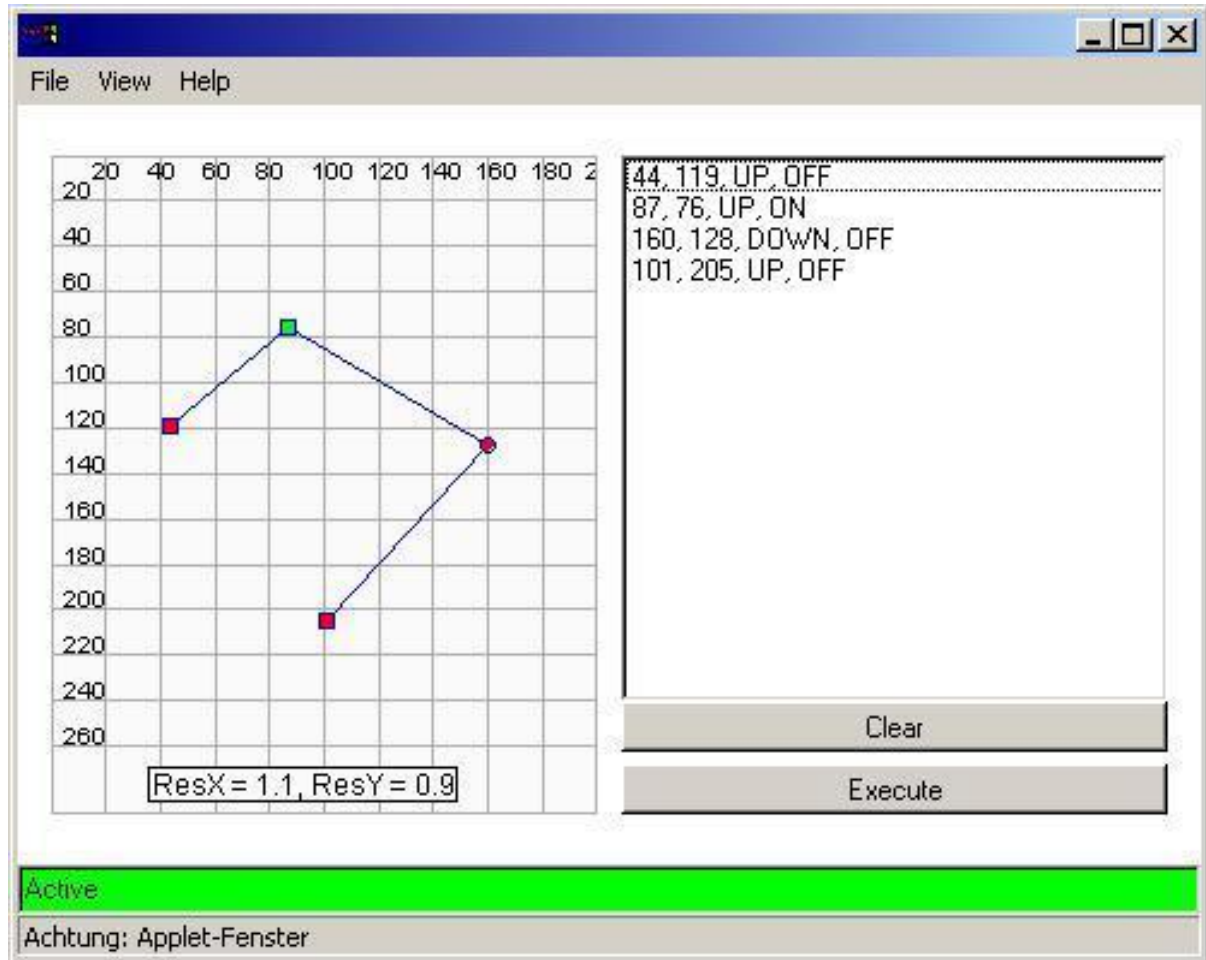 File View Help
20 40 60 80 100 120 140 160 180 2
20
40
60
80
100
120
140
160
180
200
220
240
260
ResX = 1.1, ResY = 0.9
44, 119, UP, OFF
87, 76, UP, ON
160, 128, DOWN, OFF
101, 205, UP, OFF
Clear
Execute
Active
Achtung: Applet-Fenster